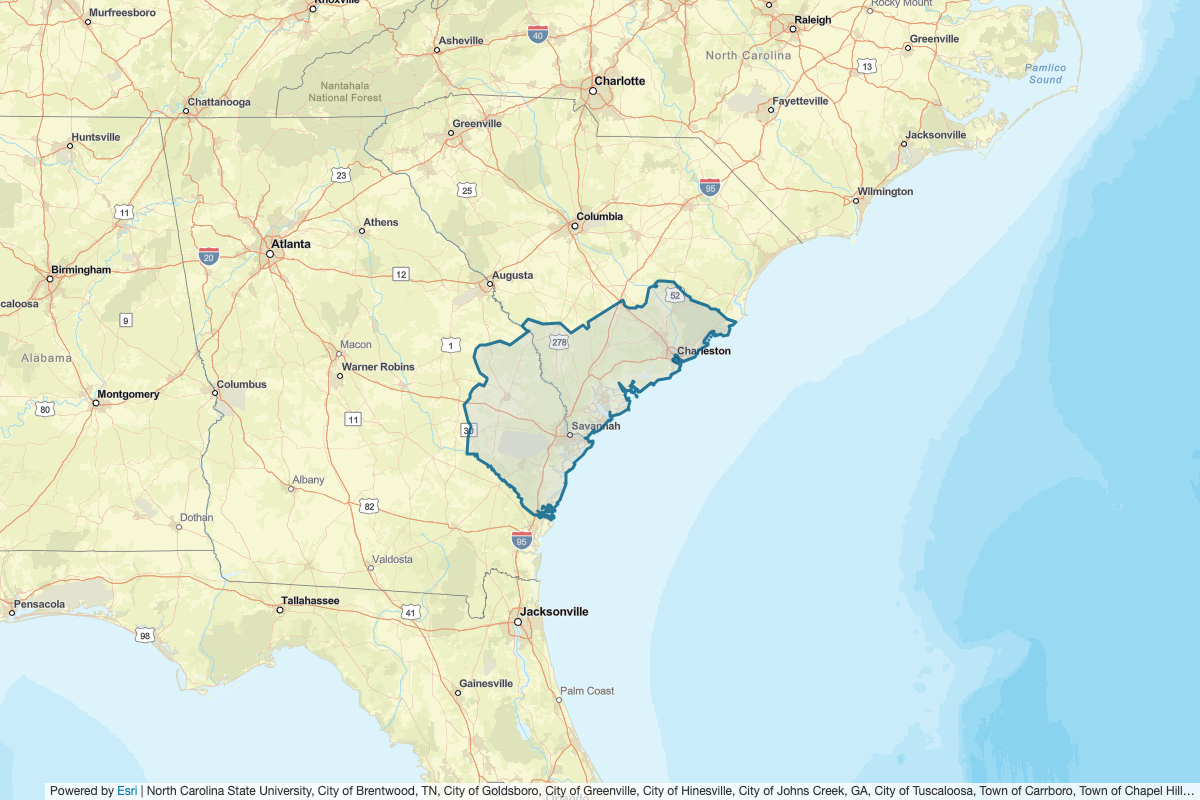 Murfreesboro
Knoxville
Rocky Mount
Raleigh
Asheville
40
Greenville
North Carolina
13
Pamlico
Sound
Charlotte
Nantahala
National Forest
Chattanooga
Fayetteville
Greenville
Huntsville
Jacksonville
23
25
95
Wilmington
11
Columbia
Athens
Atlanta
20
Birmingham
12
Augusta
caloosa
52
9
278
1
Macon
Charleston
Alabama
Warner Robins
Columbus
Montgomery
80
11
30
Savannah
Albany
82
Dothan
95
Valdosta
Tallahassee
Pensacola
41
Jacksonville
98
Gainesville
Palm Coast
Powered by Esri | North Carolina State University, City of Brentwood, TN, City of Goldsboro, City of Greenville, City of Hinesville, City of Johns Creek, GA, City of Tuscaloosa, Town of Carrboro, Town of Chapel Hill…